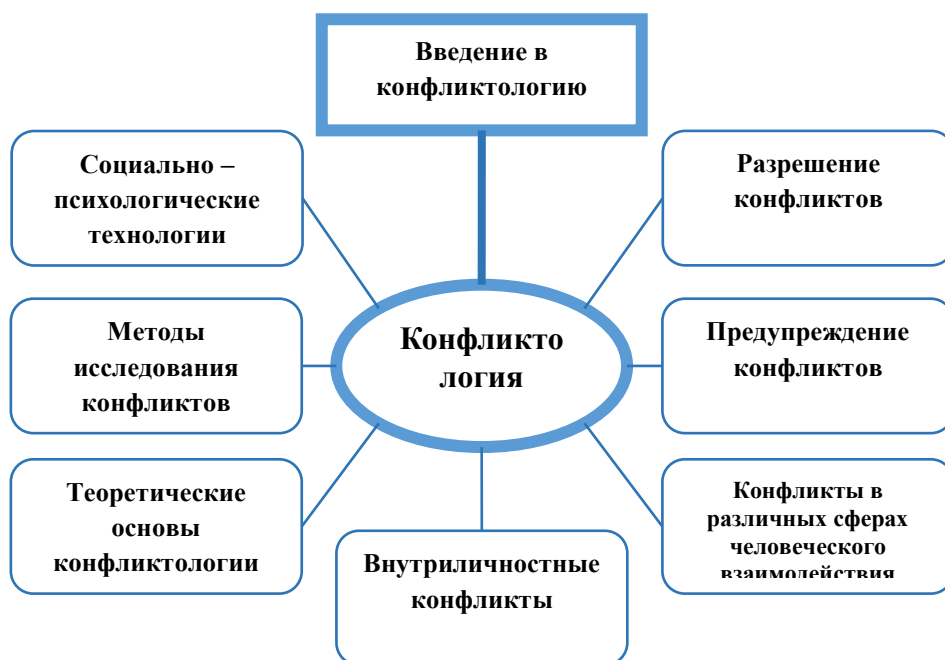 Введение в
конфликтологию
Социально –
психологические
технологии
Разрешение
конфликтов
Методы
исследования
конфликтов
Конфликто
логия
Предупреждение
конфликтов
Теоретические
основы
конфликтологии
Внутриличностные
конфликты
Конфликты в
различных сферах
человеческого
взаимодействия